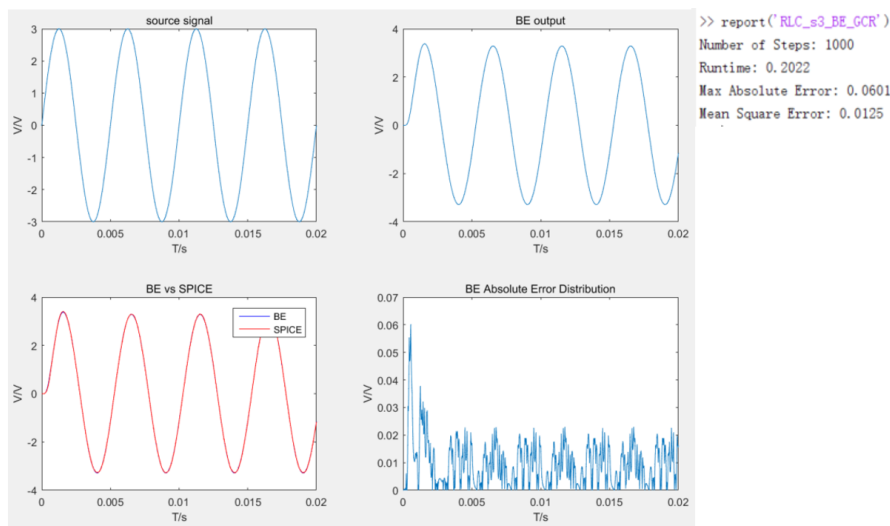 source signal
3
2
1
0
-1
-2
-3
V/V
0
0.005
0.01
0.015
0.02
T/s
BE output
4
2
0
-2
-4
V/V
0
0.005
0.01
0.015
0.02
T/s
>> report('RLC_s3_BE_GCR')
Number of Steps: 1000
Runtime: 0.2022
Max Absolute Error: 0.0601
Mean Square Error: 0.0125
BE vs SPICE
4
2
0
-2
-4
V/V
BE
SPICE
0
0.005
0.01
0.015
0.02
T/s
BE Absolute Error Distribution
0.07
0.06
0.05
0.04
0.03
0.02
0.01
0
V/V
0
0.005
0.01
0.015
0.02
T/s